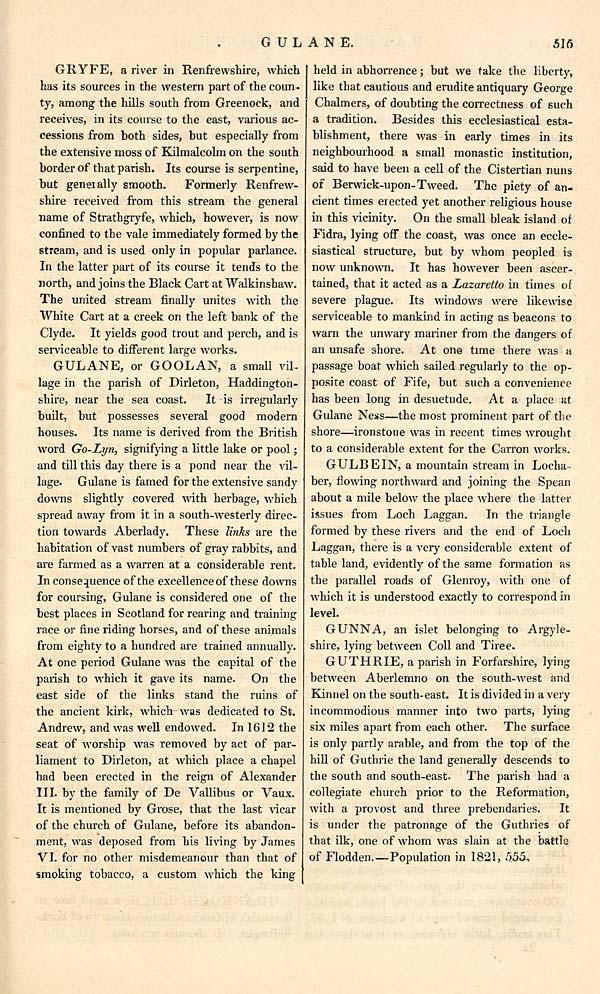 GULANE. 515
GRYFE, a river in Renfrewshire, which
has its sources in the western part of the coun-
ty, among the hills south from Greenock, and
receives, in its course to the east, various ac-
cessions from both sides, but especially from
the extensive moss of Kilmalcolm on the south
border of that parish. Its course is serpentine,
but generally smooth. Formerly Renfrew-
shire received from this stream the general
name of Strathgryfe, which, however, is now
confined to the vale immediately formed by the
stream, and is used only in popular parlance.
In the latter part of its course it tends to the
north, and joins the Black Cart at Walkinshaw.
The united stream finally unites with the
White Cart at a creek on the left bank of the
Clyde. It yields good trout and perch, and is
serviceable to different large works.
GULANE, or GOOLAN, a small vil-
lage in the parish of Dirleton, Haddington-
shire, near the sea coast. It is irregularly
built, but possesses several good modern
houses. Its name is derived from the British
word Go-Lyn, signifying a little lake or pool;
and till this day there is a pond near the vil-
lage. Gulane is famed for the extensive sandy
downs slightly covered with herbage, which
spread away from it in a south-westerly direc-
tion towards Aberlady. These links are the
habitation of vast numbers of gray rabbits, and
are farmed as a warren at a considerable rent.
In consequence of the excellence of these downs
for coursing, Gulane is considered one of the
best places in Scotland for rearing and training
race or fine riding horses, and of these animals
from eighty to a hundred are trained annually.
At one period Gulane was the capital of the
parish to which it gave its name. On the
east side of the links stand the ruins of
the ancient kirk, which was dedicated to St.
Andrew, and was well endowed. In 1612 the
seat of worship was removed by act of par-
liament to Dirleton, at which place a chapel
had been erected in the reign of Alexander
III. by the family of De Vallibus or Vaux.
It is mentioned by Grose, that the last vicar
of the church of Gulane, before its abandon-
ment, was deposed from his living by James
VI. for no other misdemeanour than that of
smoking tobacco, a custom which the king
held in abhorrence; but we take the liberty,
like that cautious and erudite antiquary George
Chalmers, of doubting the correctness of such
a tradition. Besides this ecclesiastical esta-
blishment, there was in early times in its
neighbourhood a small monastic institution,
said to have been a cell of the Cistertian nuns
of Berwick-upon-Tweed. The piety of an-
cient times erected yet another religious house
in this vicinity. On the small bleak island of
Fidra, lying off the coast, was once an eccle-
siastical structure, but by whom peopled is
now unknown. It has however been ascer-
tained, that it acted as a Lazaretto in times of
severe plague. Its windows were likewise
serviceable to mankind in acting as beacons to
warn the unwary mariner from the dangers of
an unsafe shore. At one time there was a
passage boat which sailed regularly to the op-
posite coast of Fife, but such a convenience
has been long in desuetude. At a place at
Gulane Ness—the most prominent part of the
shore—ironstone was in recent times wrought
to a considerable extent for the Carron works.
GULBEIN, a mountain stream in Locha-
ber, flowing northward and joining the Spean
about a mile below the place where the latter
issues from Loch Laggan. In the triangle
formed by these rivers and the end of Loch
Laggan, there is a very considerable extent of
table land, evidently of the same formation as
the parallel roads of Glenroy, with one of
which it is understood exactly to correspond in
level.
GUNNA, an islet belonging to Argyle-
shire, lying between Coll and Tiree.
GUTHRIE, a parish in Forfarshire, lying
between Aberlemno on the south-west and
Kinnel on the south-east. It is divided in a very
incommodious manner into two parts, lying
six miles apart from each other. The surface
is only partly arable, and from the top of the
hill of Guthrie the land generally descends to
the south and south-east. The parish had a
collegiate church prior to the Reformation,
with a provost and three prebendaries. It
is under the patronage of the Guthries of
that ilk, one of whom was slain at the battle
of Flodden.—Population in 1821, 555.